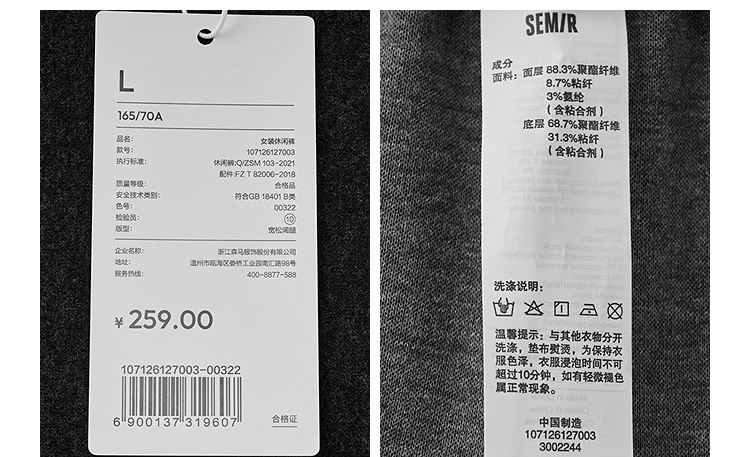 L
165/70A
品名: 女装休闲裤
款号: 107126127003
执行标准: 休闲裤:Q/ZSM 103-2021
配件:FZ T 82006-2018
质量等级: 合格品
安全技术类别: 符合GB 18401 B类
色号: 00322
检验员: 10
版型: 宽松阔腿
企业名称: 浙江森马服饰股份有限公司
地址: 温州市瓯海区娄桥工业园南汇路98号
服务热线: 400-8877-588
¥ 259.00
107126127003-00322
6 900137 319607
合格证
SEMIR
成分
面料: 面层 88.3%聚酯纤维
8.7%粘纤
3%氨纶
(含粘合剂)
底层 68.7%聚酯纤维
31.3%粘纤
(含粘合剂)
洗涤说明:
温馨提示: 与其他衣物分开
洗涤, 垫布熨烫, 为保持衣
服色泽, 衣服浸泡时间不可
超过10分钟, 如有轻微褪色
属正常现象。
中国制造
107126127003
3002244